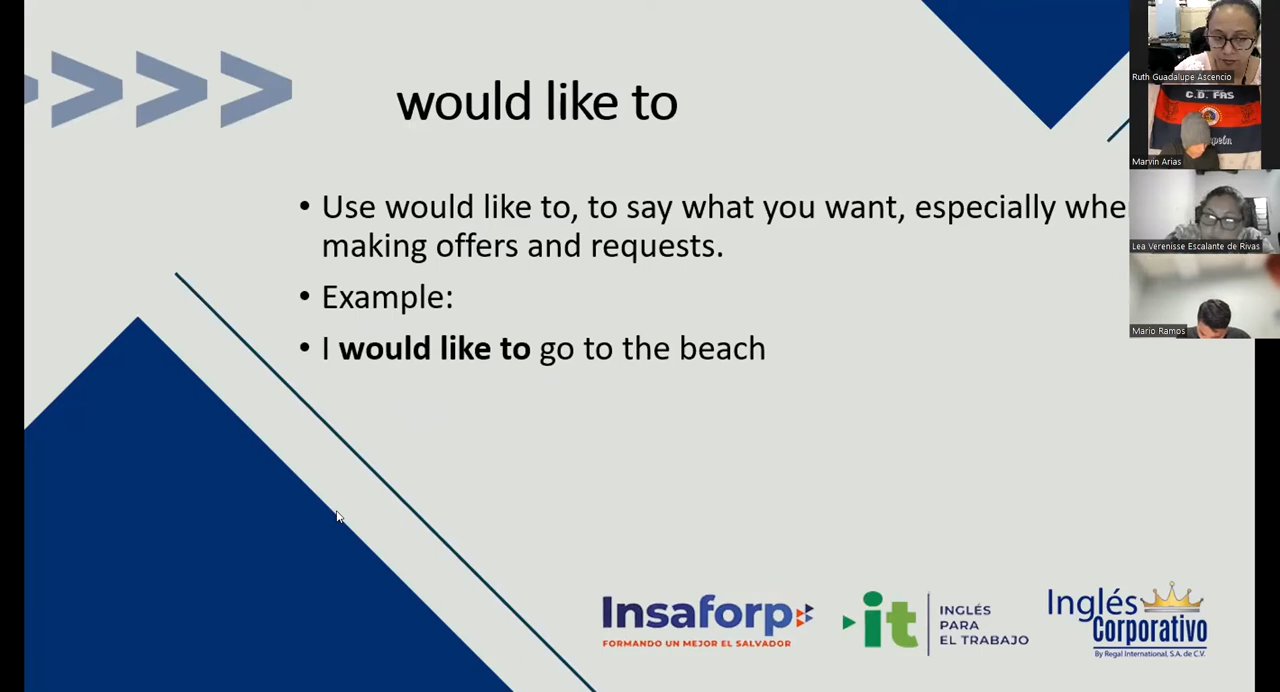 would like to
• Use would like to, to say what you want, especially whe
making offers and requests.
• Example:
• I would like to go to the beach
Ruth Guadalupe Ascencio
C.D. FAS
Marvin Arias
Lea Verenisse Escalante de Rivas
Mario Ramos
Insaforp
FORMANDO UN MEJOR EL SALVADOR
it
INGLÉS
PARA
EL TRABAJO
Inglés
Corporativo
By Regal International, S.A. de C.V.